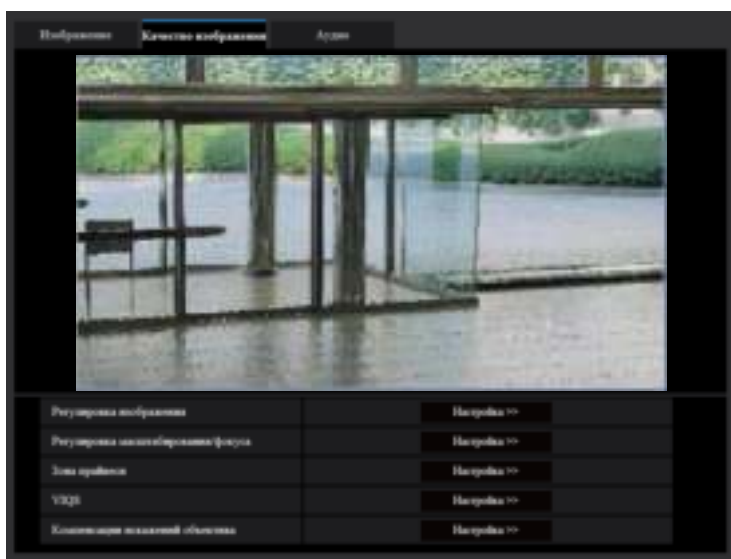 Изображение Качество изображения Аудио
Регулировка изображения Настройка >>
Регулировка масштабирования/фокуса Настройка >>
Зона прайвеси Настройка >>
VIQS Настройка >>
Компенсация искажений объектива Настройка >>